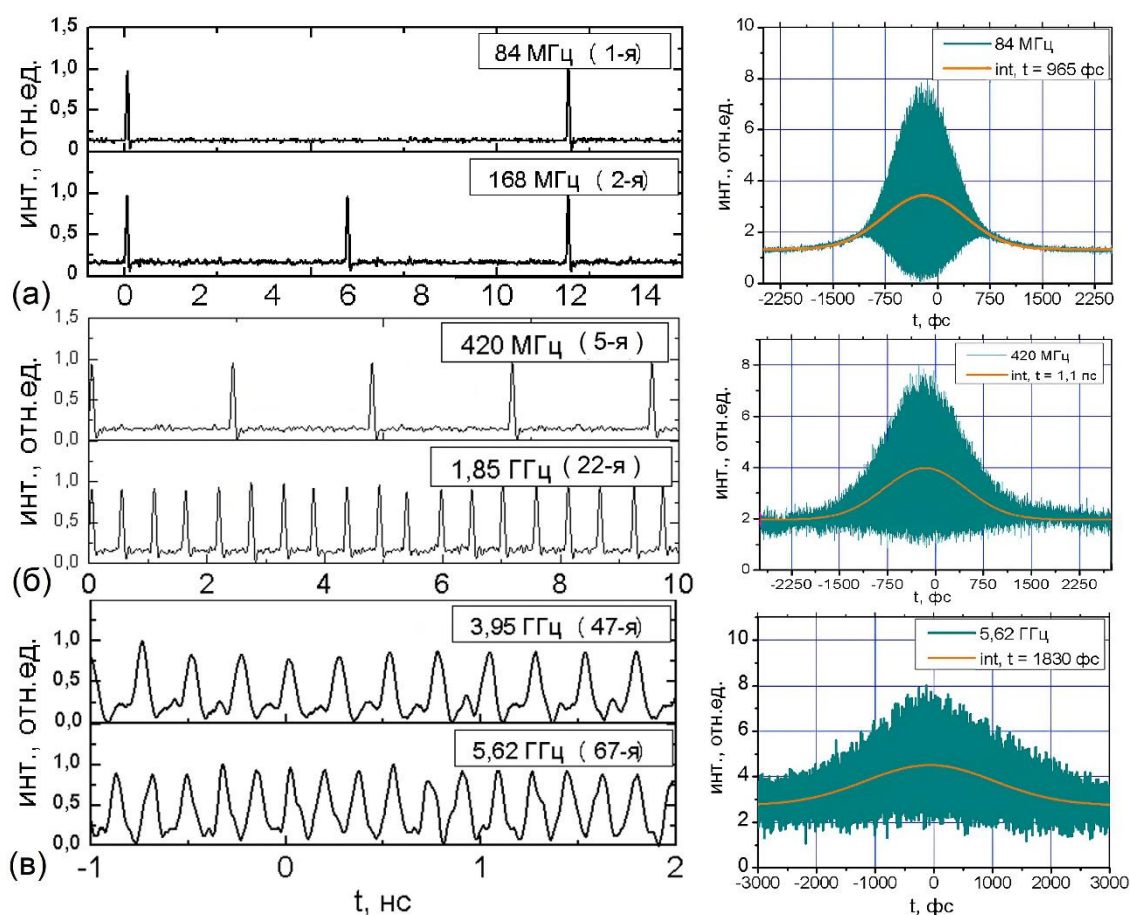 1,5
84 МГц ( 1-я)
1,0
0,5
0
168 МГц ( 2-я)
1,0
0,5
0
инт., отн.ед.
инт., отн.ед.
(а)
0 2 4 6 8 10 12 14
1,5
420 МГц ( 5-я )
1,0
0,5
0,0
1,85 ГГц ( 22-я)
1,0
0,5
0,0
инт., отн.ед.
инт., отн.ед.
(б)
0 2 4 6 8 10
3,95 ГГц ( 47-я)
1,0
0,5
0,0
5,62 ГГц ( 67-я)
1,0
0,5
0,0
инт., отн.ед.
инт., отн.ед.
(в)
-1 0 1 2
t, нс
10
8
6
4
2
0
инт., отн.ед.
84 МГц
int, t = 965 фс
-2250 -1500 -750 0 750 1500 2250
t, фс
8
6
4
2
0
инт., отн.ед.
420 МГц
int, t = 1,1 пс
-2250 -1500 -750 0 750 1500 2250
t, фс
10
8
6
4
2
0
инт., отн.ед.
5,62 ГГц
int, t = 1830 фс
-3000 -2000 -1000 0 1000 2000 3000
t, фс